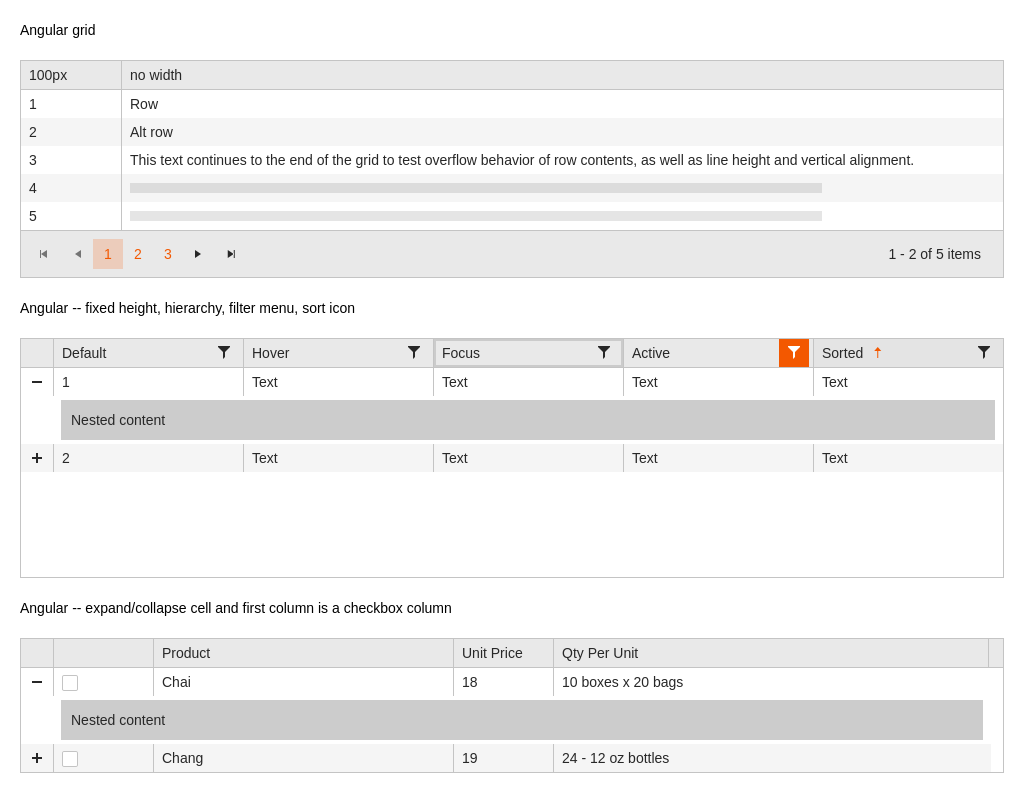 Angular grid
100px no width
1 Row
2 Alt row
3 This text continues to the end of the grid to test overflow behavior of row contents, as well as line height and vertical alignment.
4
5
1 2 3 1 - 2 of 5 items
Angular -- fixed height, hierarchy, filter menu, sort icon
Default Hover Focus Active Sorted
1 Text Text Text Text
Nested content
2 Text Text Text Text
Angular -- expand/collapse cell and first column is a checkbox column
Product Unit Price Qty Per Unit
Chai 18 10 boxes x 20 bags
Nested content
Chang 19 24 - 12 oz bottles